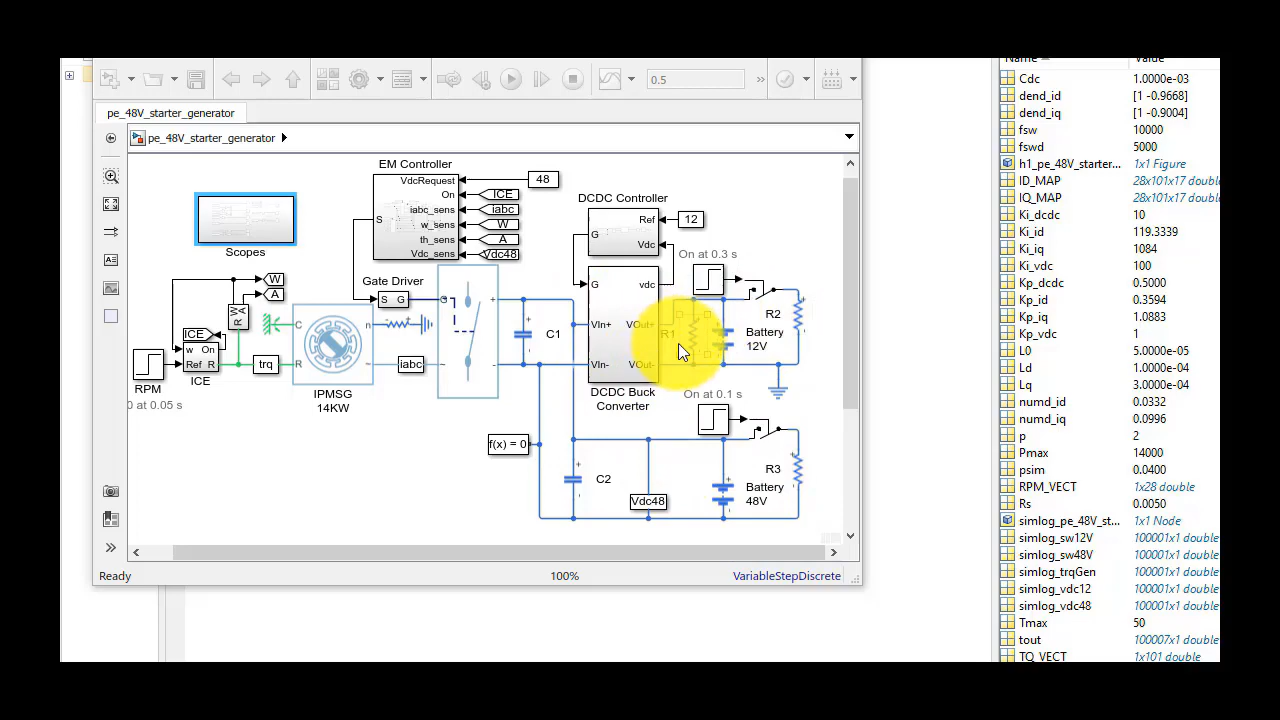 0.5
pe_48V_starter_generator
pe_48V_starter_generator
EM Controller
VdcRequest
On
iabc_sens
w_sens
th_sens
Vdc_sens
S
48
ICE
iabc
W
A
Vdc48
Scopes
DCDC Controller
Ref
Vdc
G
12
On at 0.3 s
Gate Driver
S G
G
vdc
VIn+
VOut+
VIn-
VOut-
DCDC Buck
Converter
R1
R2
Battery
12V
C1
W
A
W
A
R
ICE
w On
Ref R
ICE
RPM
0 at 0.05 s
trq
C
R
n
~
IPMSG
14KW
iabc
~
+
-
On at 0.1 s
f(x) = 0
C2
Vdc48
R3
Battery
48V
Ready
100%
VariableStepDiscrete
Name Value
Cdc 1.0000e-03
dend_id [1 -0.9668]
dend_iq [1 -0.9004]
fsw 10000
fswd 5000
h1_pe_48V_starter... 1x1 Figure
ID_MAP 28x101x17 double
IQ_MAP 28x101x17 double
Ki_dcdc 10
Ki_id 119.3339
Ki_iq 1084
Ki_vdc 100
Kp_dcdc 0.5000
Kp_id 0.3594
Kp_iq 1.0883
Kp_vdc 1
L0 5.0000e-05
Ld 1.0000e-04
Lq 3.0000e-04
numd_id 0.0332
numd_iq 0.0996
p 2
Pmax 14000
psim 0.0400
RPM_VECT 1x28 double
Rs 0.0050
simlog_pe_48V_st... 1x1 Node
simlog_sw12V 100001x1 double
simlog_sw48V 100001x1 double
simlog_trqGen 100001x1 double
simlog_vdc12 100001x1 double
simlog_vdc48 100001x1 double
Tmax 50
tout 100007x1 double
TQ_VECT 1x101 double